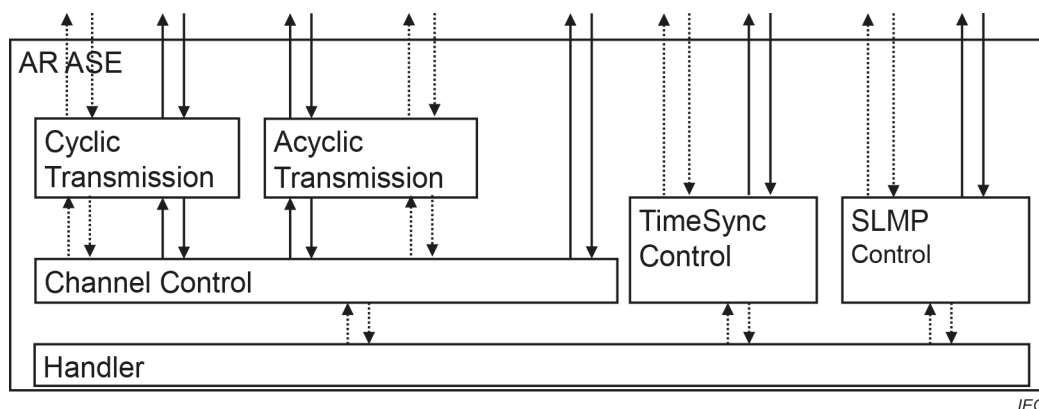 AR ASE
Cyclic
Transmission
Acyclic
Transmission
TimeSync
Control
SLMP
Control
Channel Control
Handler